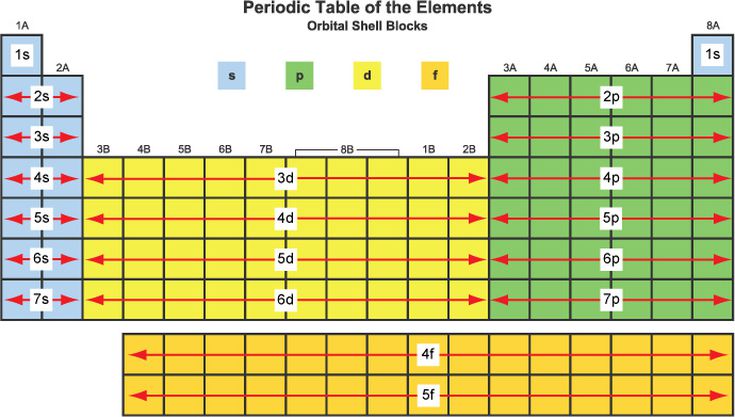 Periodic Table of the Elements
Orbital Shell Blocks
1A 8A
1s s p d f 1s
2A 3A 4A 5A 6A 7A
2s 2p
3s 3p
3B 4B 5B 6B 7B 8B 1B 2B
4s 3d 4p
5s 4d 5p
6s 5d 6p
7s 6d 7p
4f
5f